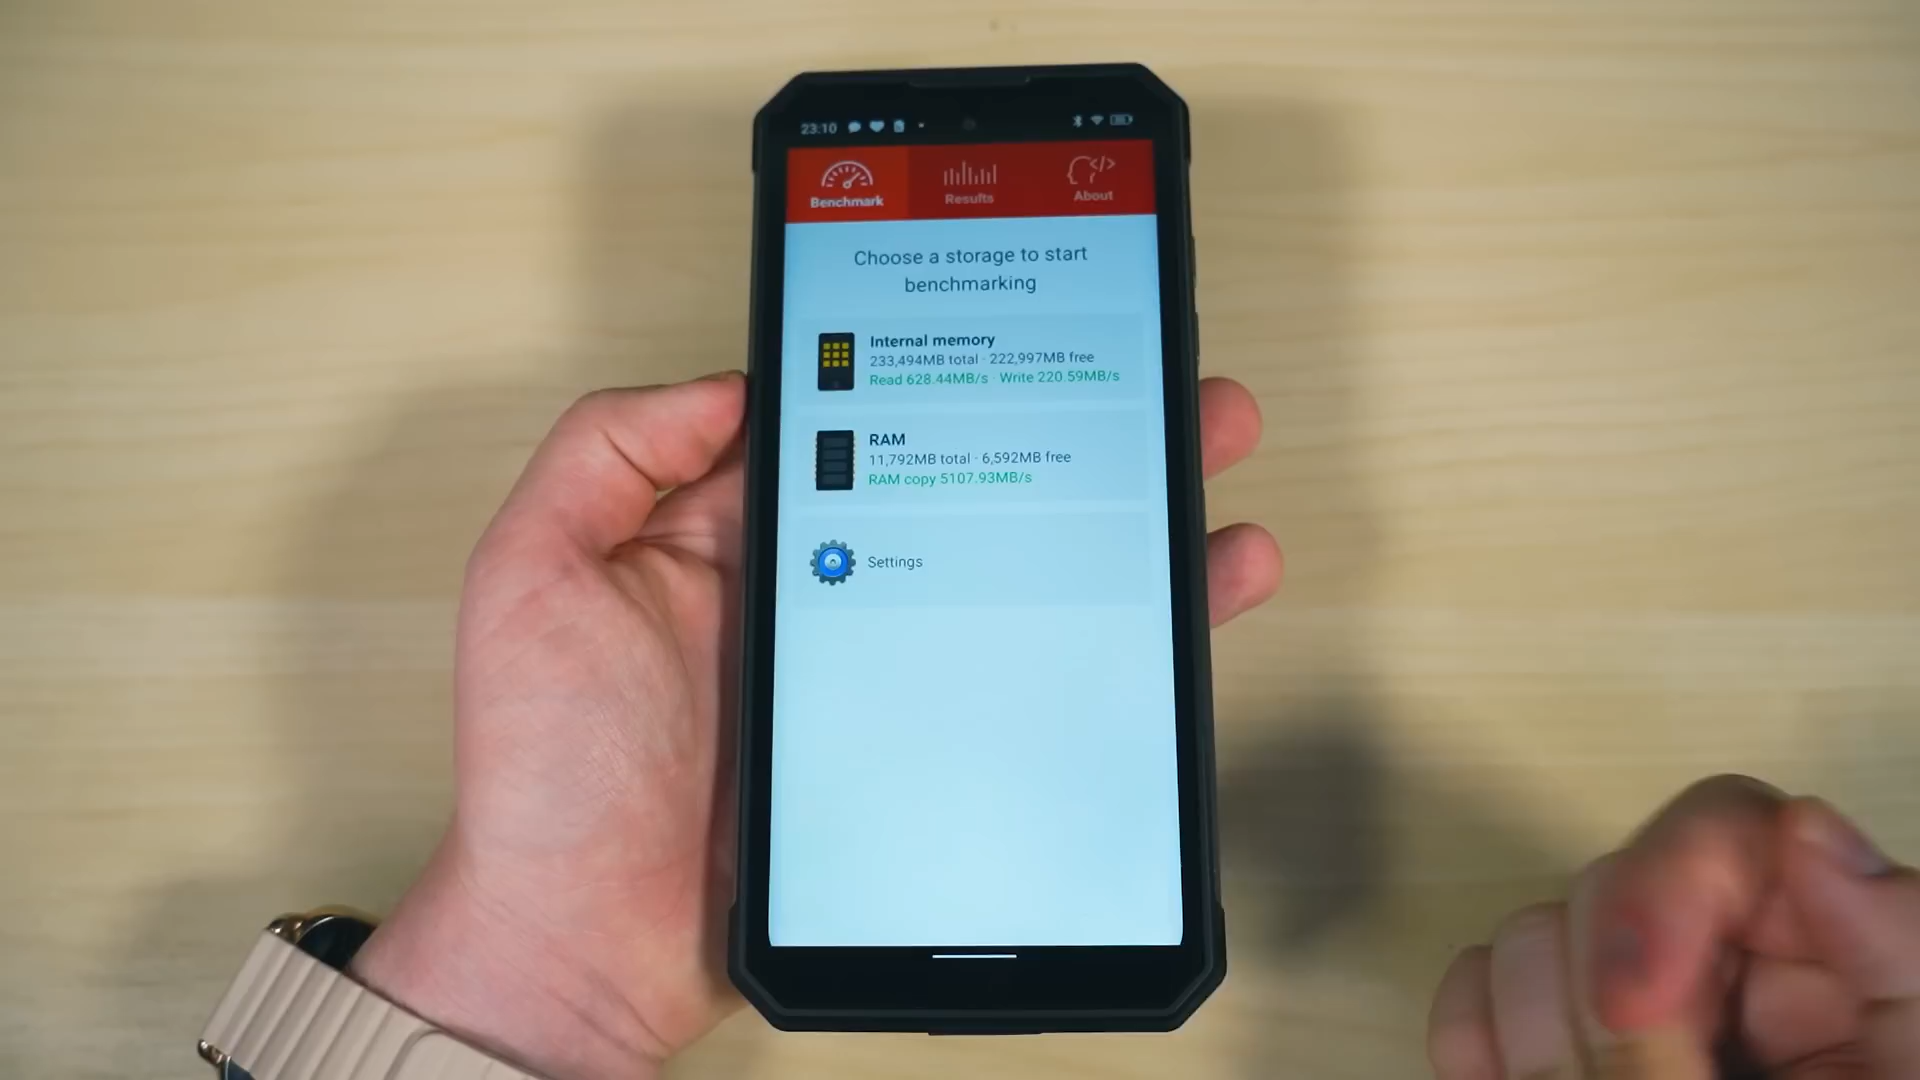 23:10
Benchmark
Results
About
Choose a storage to start
benchmarking
Internal memory
233,494MB total · 222,997MB free
Read 628.44MB/s · Write 220.59MB/s
RAM
11,792MB total · 6,592MB free
RAM copy 5107.93MB/s
Settings